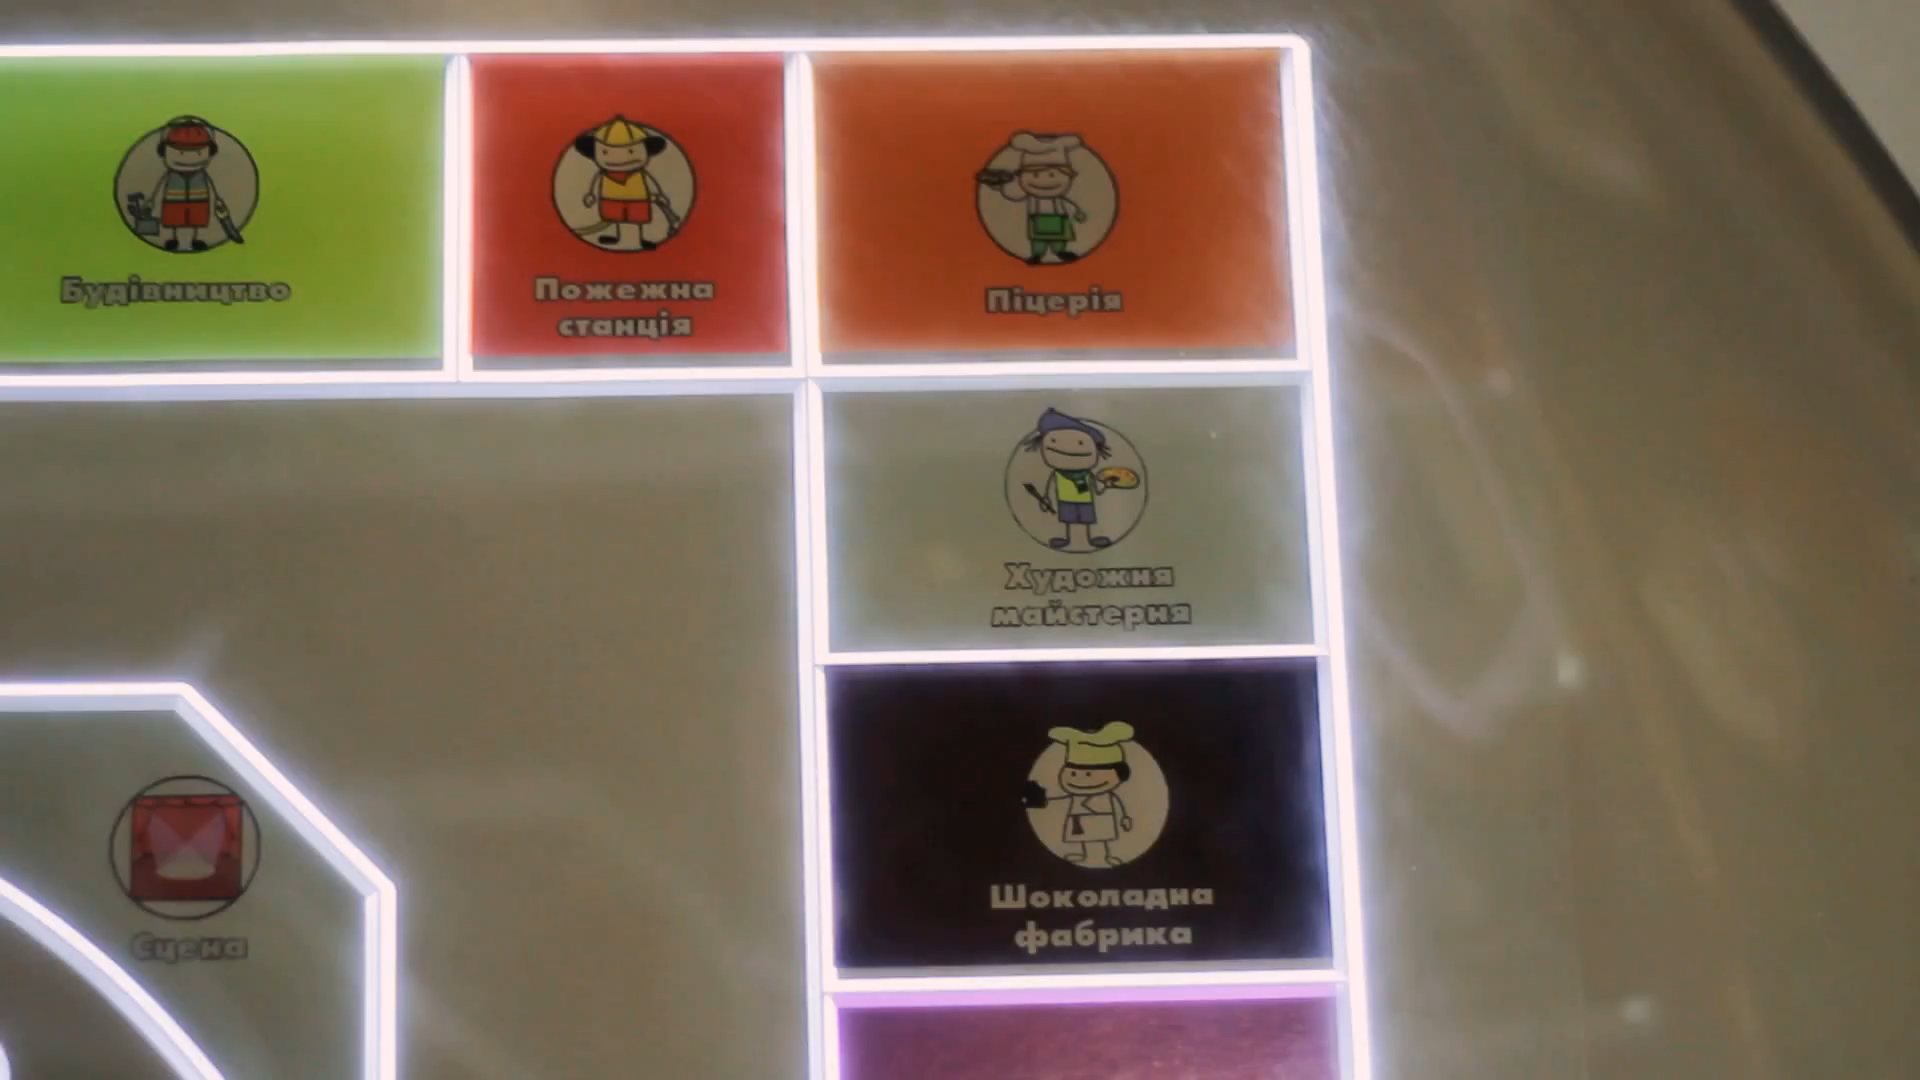 Будівництво
Пожежна
станція
Піцерія
Художня
майстерня
Шоколадна
фабрика
Сцена